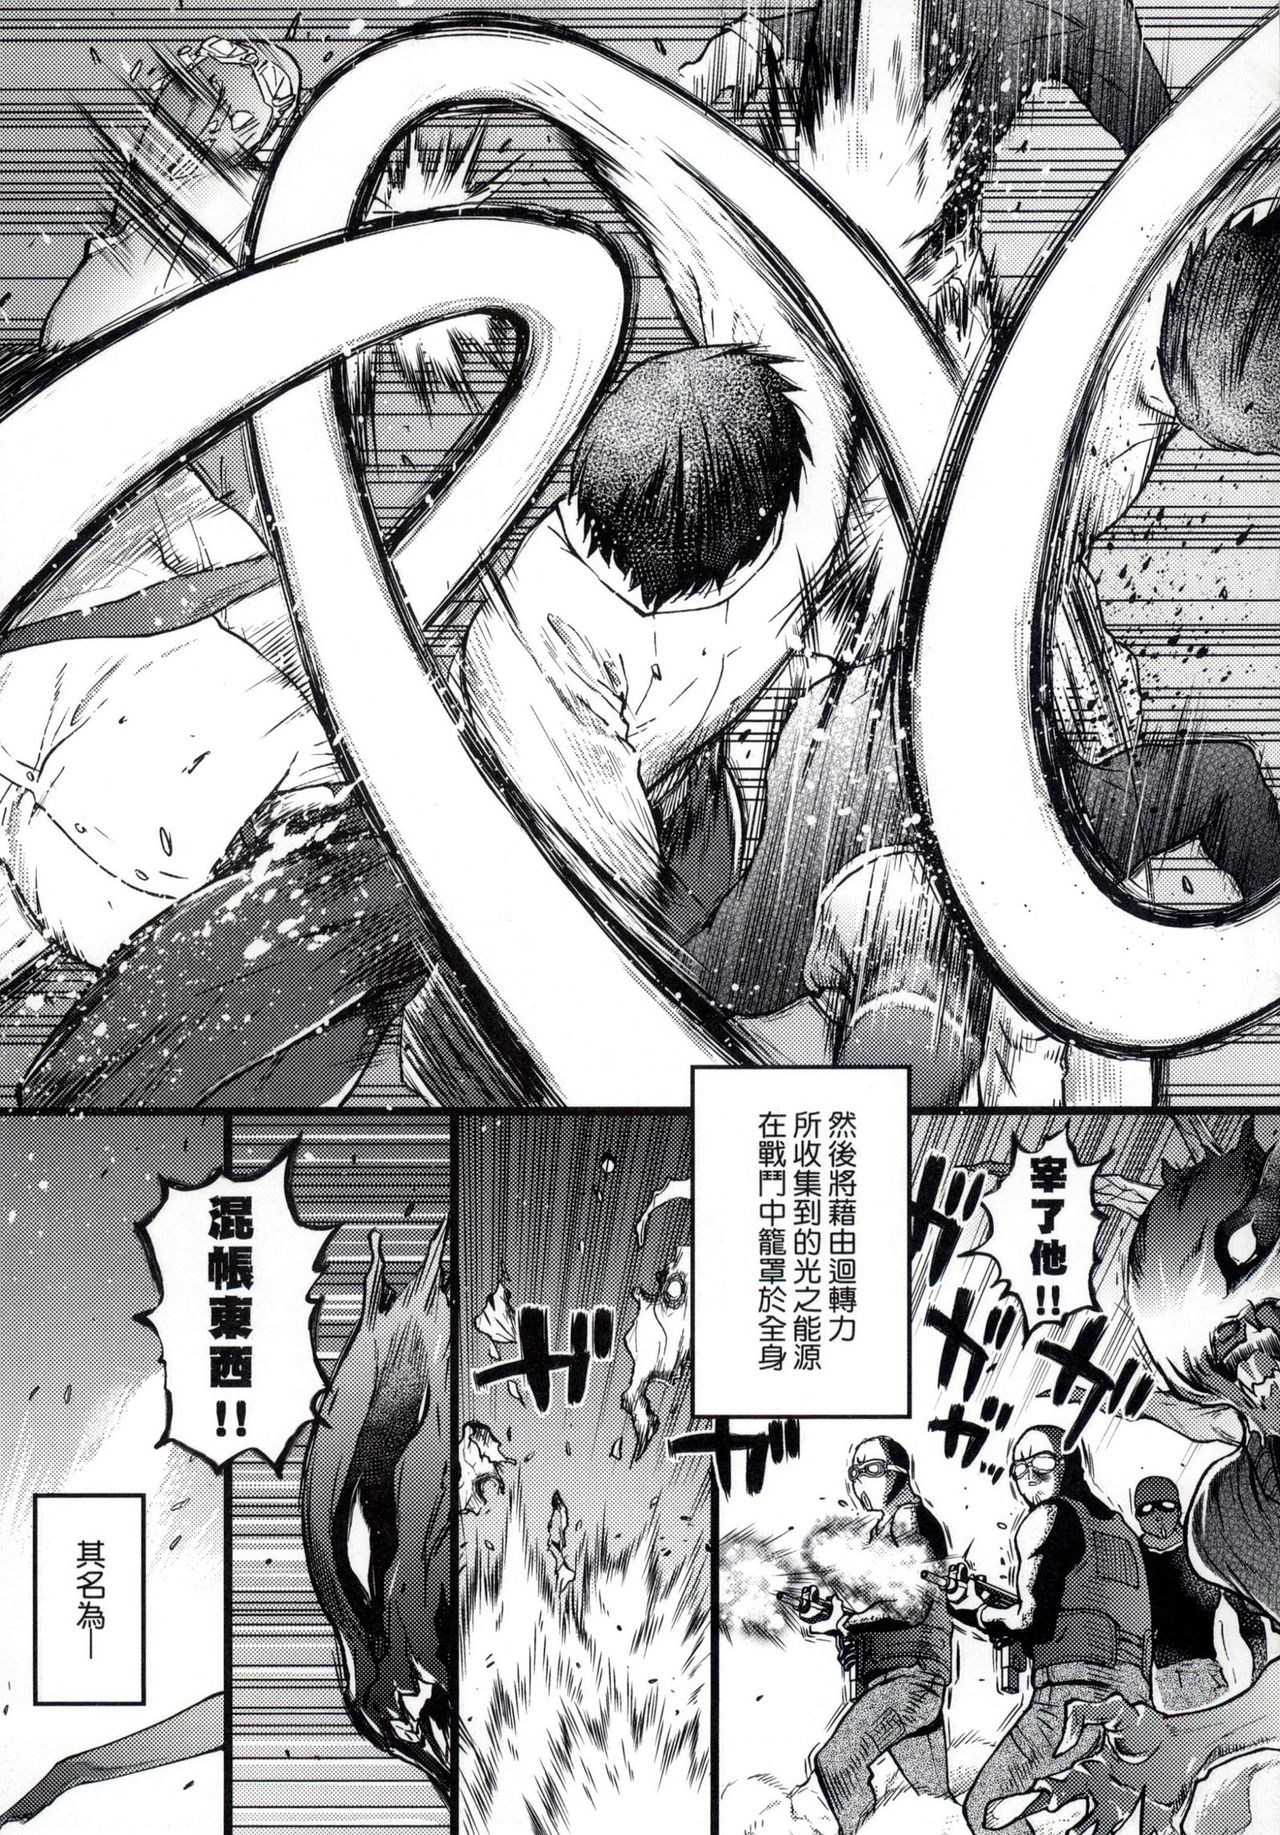 然後將藉由迴轉力
所收集到的光之能源
在戰鬥中籠罩於全身
宰了他!!
ガガ
ガガガッ
ガガ
混帳東西!!
其名為—